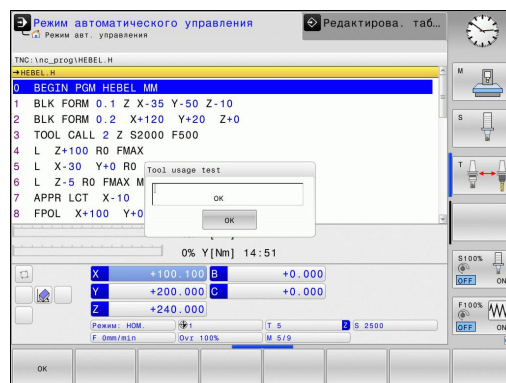 Режим автоматического управления
Режим авт. управления
Редактирова. таб...
TNC:\nc_prog\HEBEL.H
→HEBEL.H
0 BEGIN PGM HEBEL MM
1 BLK FORM 0.1 Z X-35 Y-50 Z-10
2 BLK FORM 0.2 X+120 Y+20 Z+0
3 TOOL CALL 2 Z S2000 F500
4 L Z+100 R0 FMAX
5 L X-30 Y+0 R0
6 L Z-5 R0 FMAX M
7 APPR LCT X-10
8 FPOL X+100 Y+0
Tool usage test
OK
OK
0% Y[Nm] 14:51
X +100.100 B +0.000
Y +200.000 C +0.000
Z +240.000
Режим: НОМ. 1 T 5 Z S 2500
F 0mm/min Ovr 100% M 5/9
M
S
T
S100%
OFF ON
F100%
OFF ON
OK